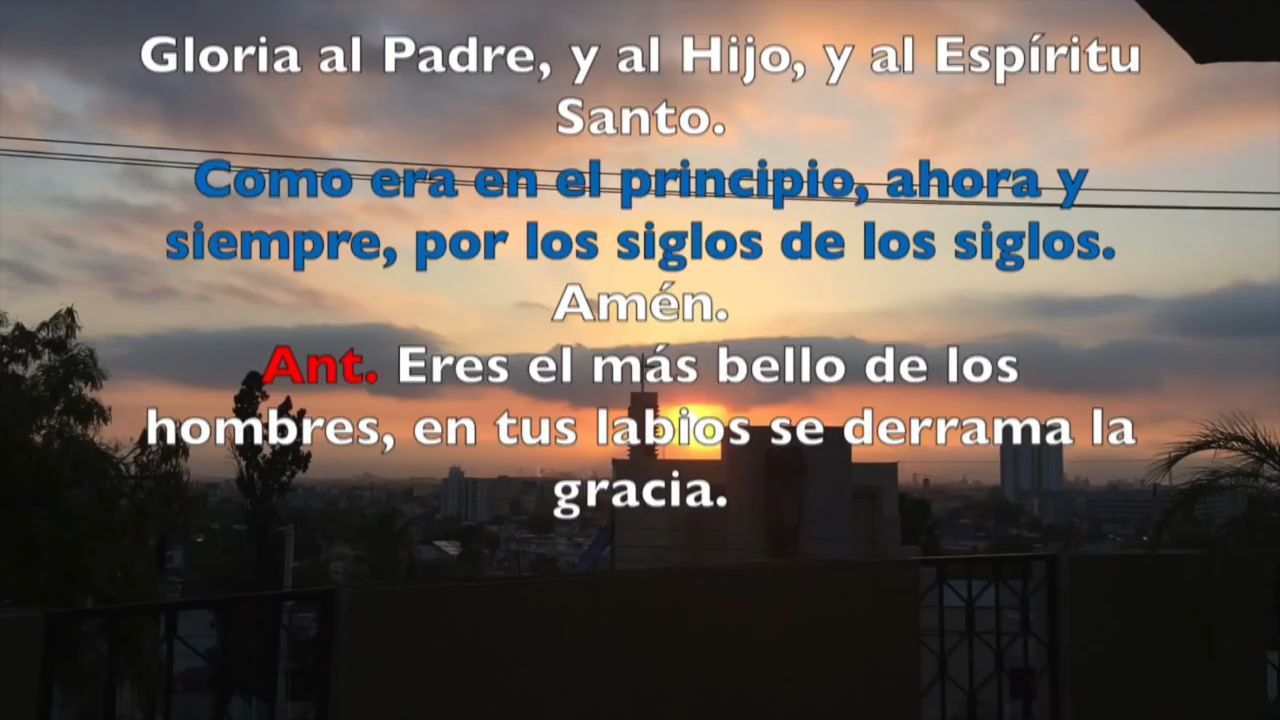 Gloria al Padre, y al Hijo, y al Espíritu
Santo.
Como era en el principio, ahora y
siempre, por los siglos de los siglos.
Amén.
Ant. Eres el más bello de los
hombres, en tus labios se derrama la
gracia.